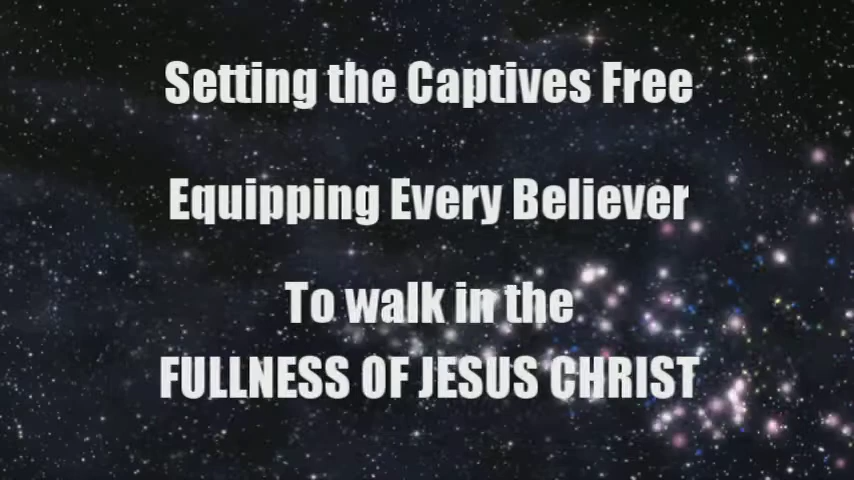 Setting the Captives Free
Equipping Every Believer
To walk in the
FULLNESS OF JESUS CHRIST